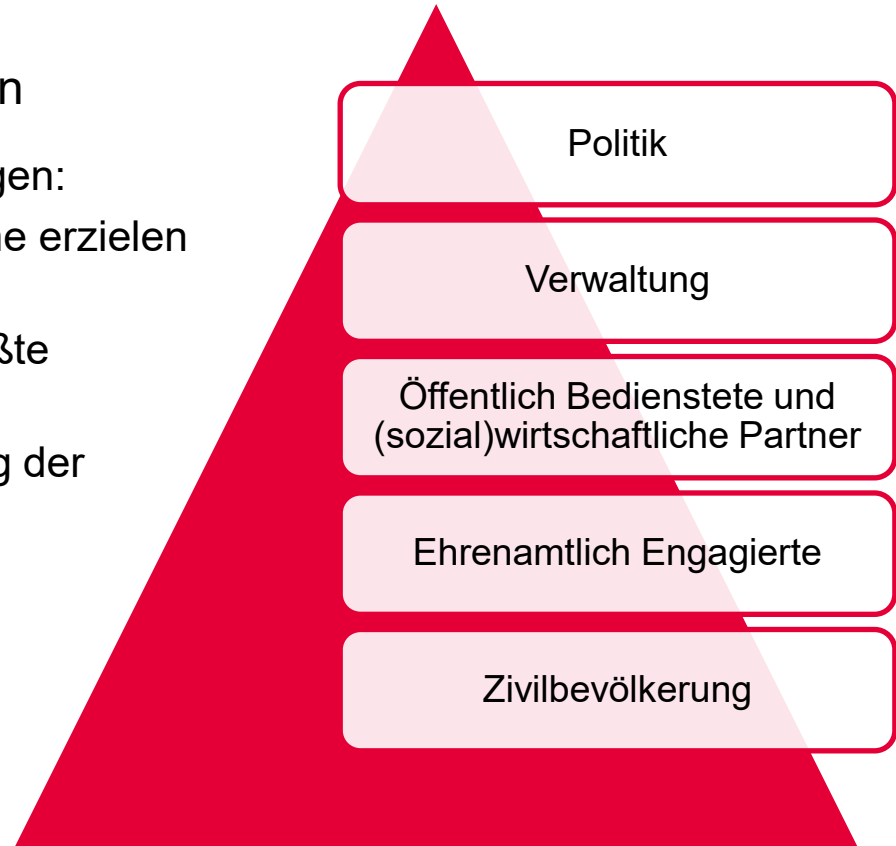 n
gen:
ne erzielen
ßte
g der
Politik
Verwaltung
Öffentlich Bedienstete und
(sozial)wirtschaftliche Partner
Ehrenamtlich Engagierte
Zivilbevölkerung